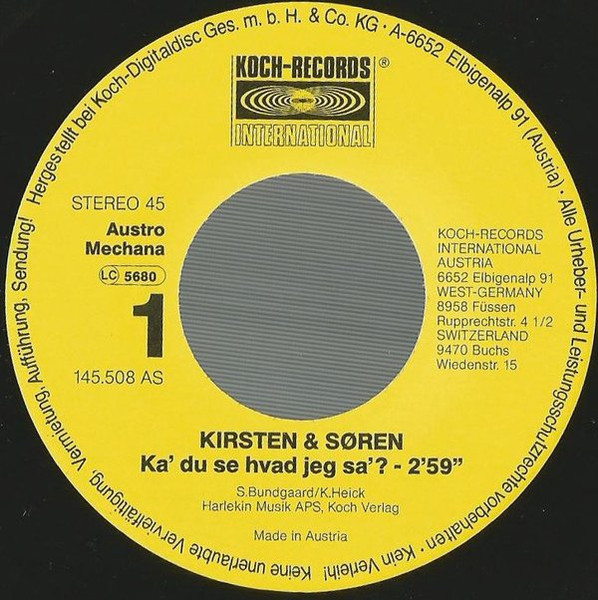 Hergestellt bei Koch-Digitaldisc Ges. m. b. H. & Co. KG · A-6652 Elbigenalp 91 (Austria) · Alle Urheber- und Leistungsschutzrechte vorbehalten · Kein Verleih! Keine unerlaubte Vervielfältigung, Vermietung, Aufführung, Sendung!
KOCH-RECORDS ®
INTERNATIONAL
STEREO 45
Austro
Mechana
LC 5680
1
145.508 AS
KOCH-RECORDS
INTERNATIONAL
AUSTRIA
6652 Elbigenalp 91
WEST-GERMANY
8958 Füssen
Rupprechtstr. 4 1/2
SWITZERLAND
9470 Buchs
Wiedenstr. 15
KIRSTEN & SØREN
Ka' du se hvad jeg sa'? - 2'59”
S.Bundgaard/K.Heick
Harlekin Musik APS, Koch Verlag
Made in Austria